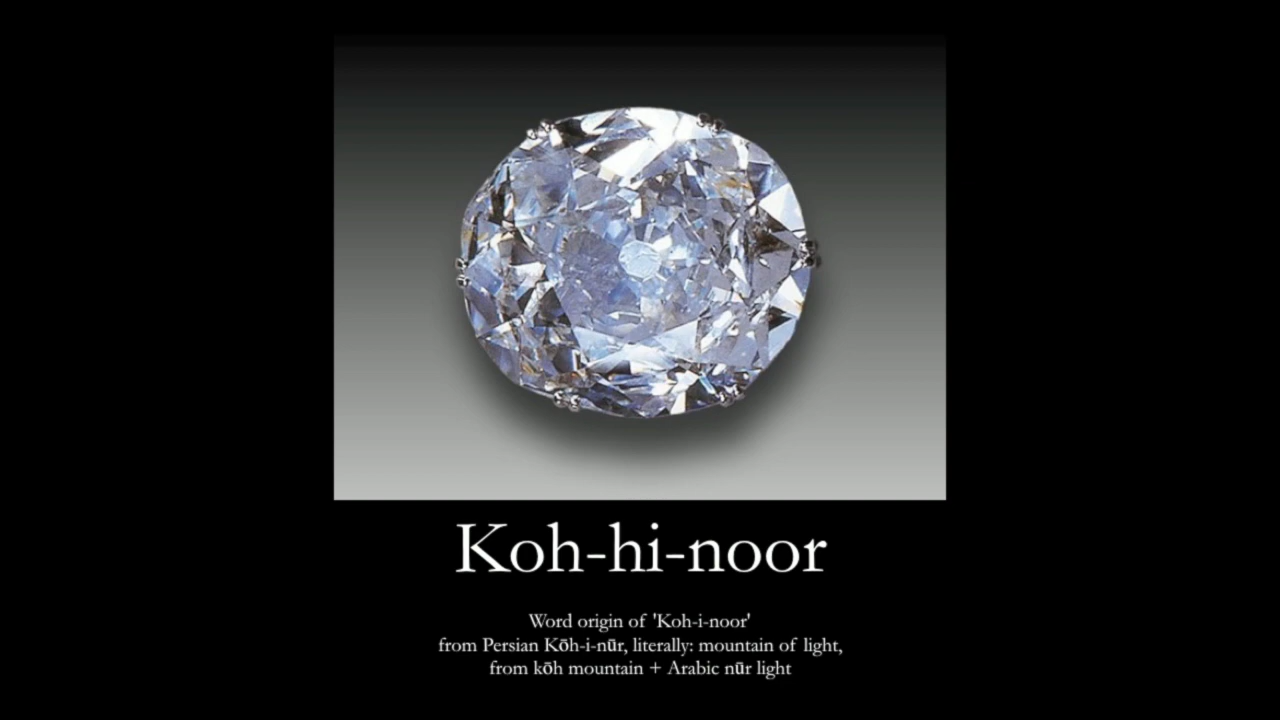 Koh-hi-noor
Word origin of 'Koh-i-noor'
from Persian Kōh-i-nūr, literally: mountain of light,
from kōh mountain + Arabic nūr light